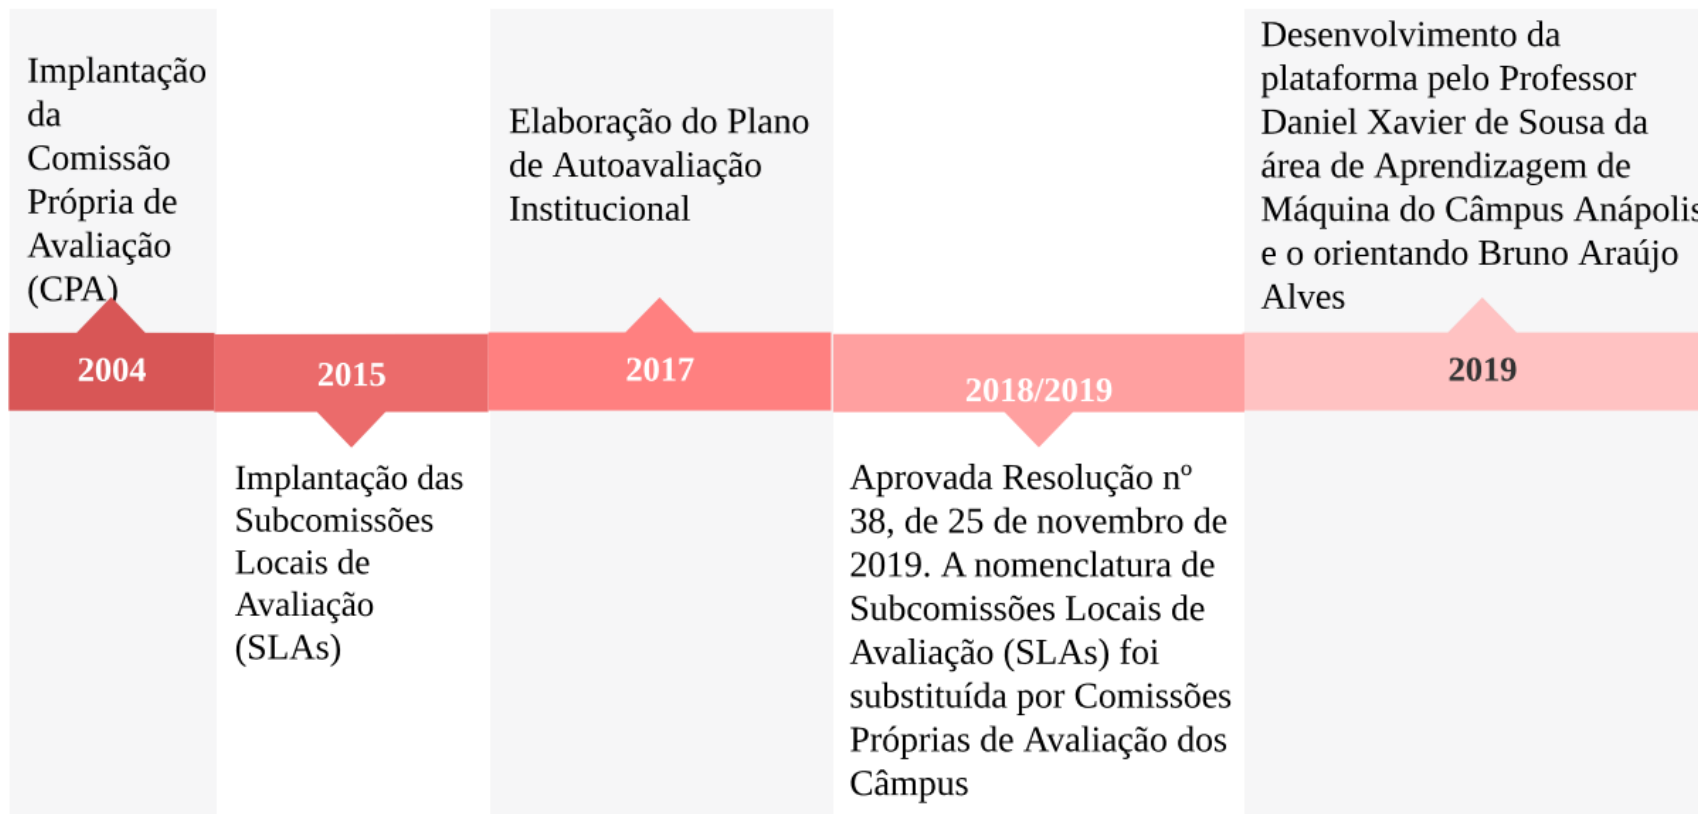 Implantação
da
Comissão
Própria de
Avaliação
(CPA)
2004
2015
Implantação das
Subcomissões
Locais de
Avaliação
(SLAs)
Elaboração do Plano
de Autoavaliação
Institucional
2017
2018/2019
Aprovada Resolução nº
38, de 25 de novembro de
2019. A nomenclatura de
Subcomissões Locais de
Avaliação (SLAs) foi
substituída por Comissões
Próprias de Avaliação dos
Câmpus
Desenvolvimento da
plataforma pelo Professor
Daniel Xavier de Sousa da
área de Aprendizagem de
Máquina do Câmpus Anápolis
e o orientando Bruno Araújo
Alves
2019